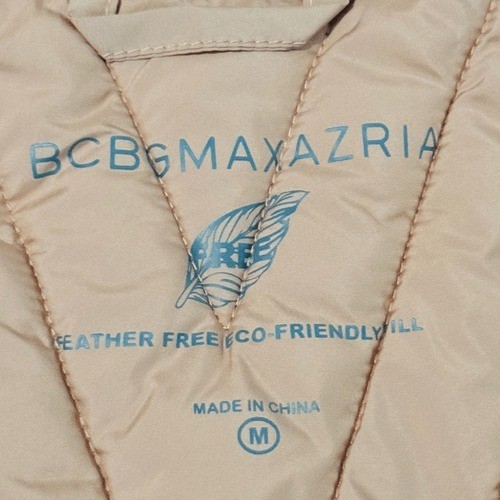 BCBGMAXAZRIA
FREE
FEATHER FREE ECO-FRIENDLY FILL
MADE IN CHINA
M